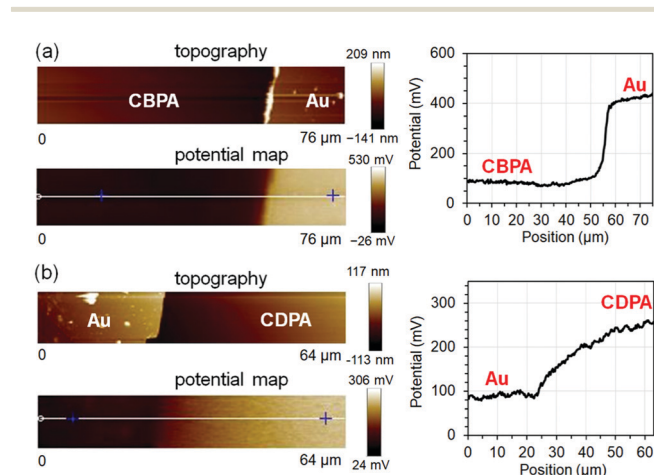 (a)
topography
209 nm
CBPA
Au
0
76 µm
−141 nm
potential map
530 mV
0
76 µm
−26 mV
600
400
200
0
Potential (mV)
Au
CBPA
0 10 20 30 40 50 60 70
Position (µm)
(b)
topography
117 nm
Au
CDPA
0
64 µm
-113 nm
potential map
306 mV
0
64 µm
24 mV
300
200
100
0
Potential (mV)
CDPA
Au
0 10 20 30 40 50 60
Position (µm)